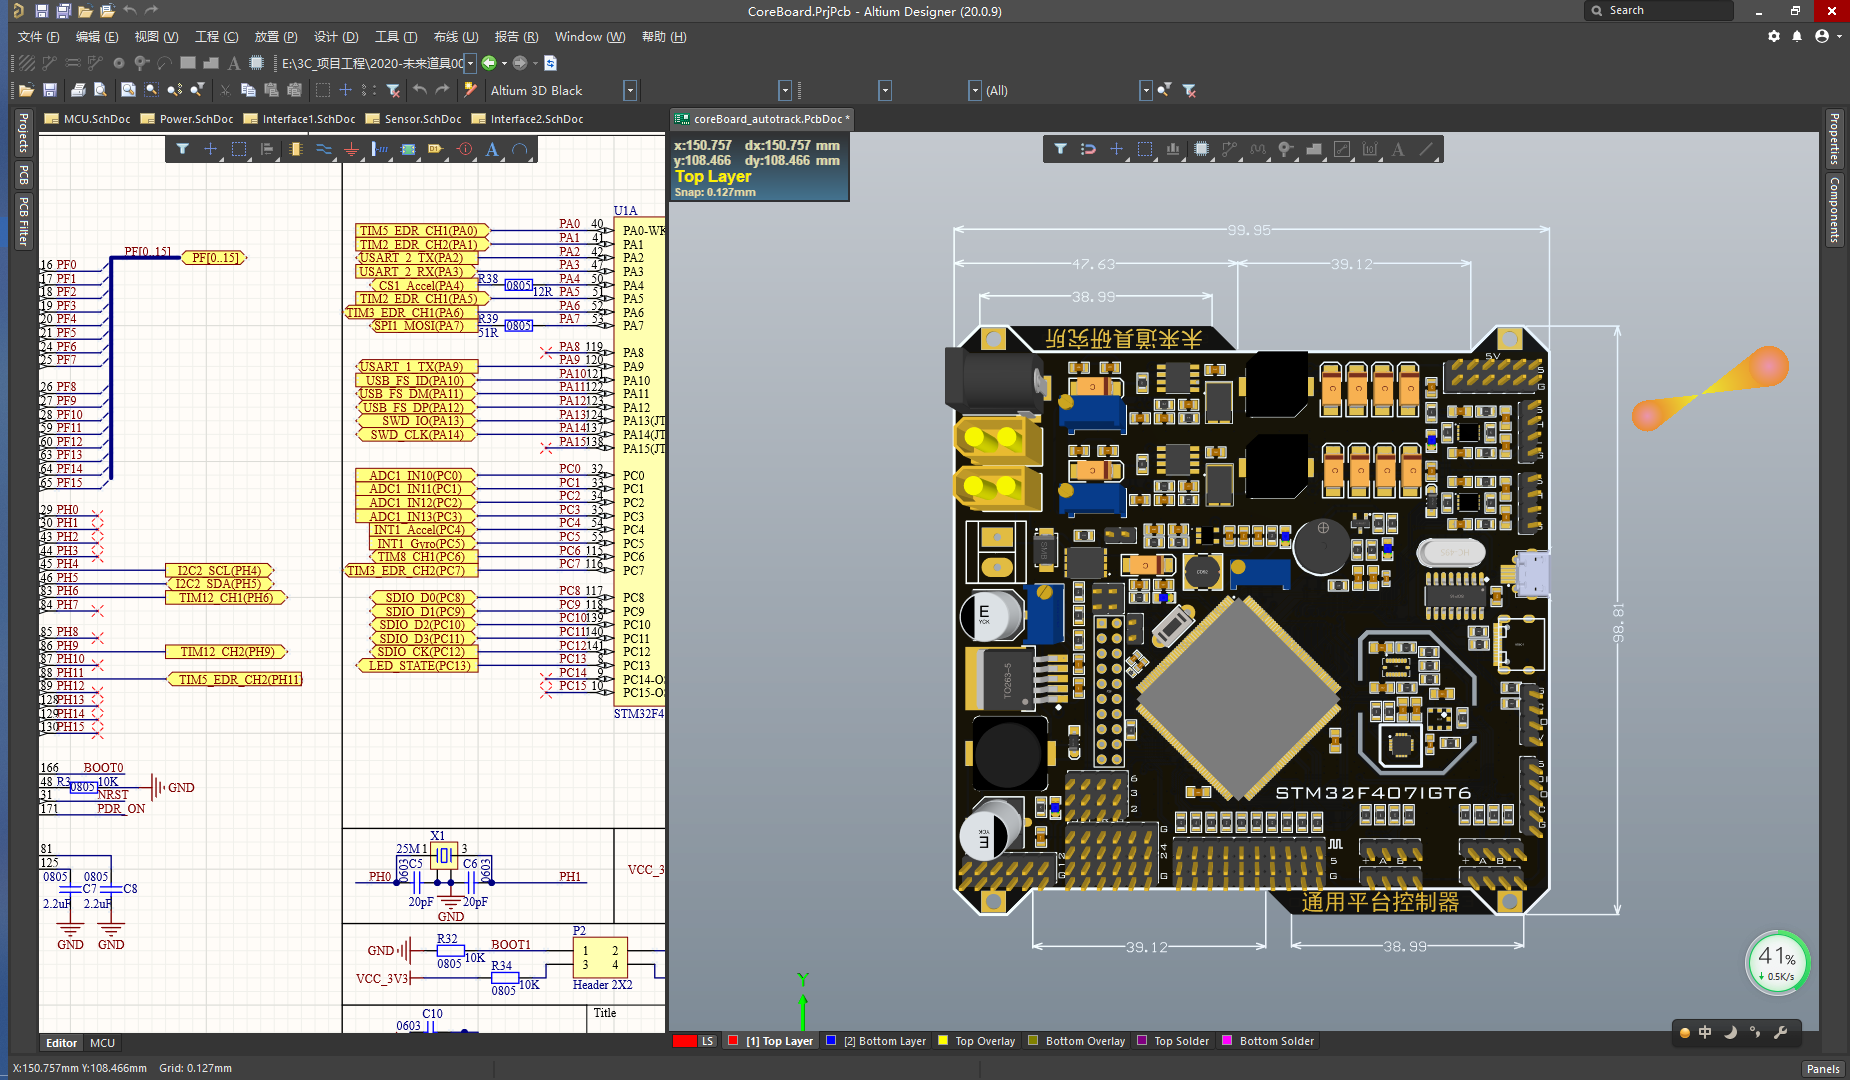 CoreBoard.PrjPcb - Altium Designer (20.0.9)
Search
文件 (F) 编辑 (E) 视图 (V) 工程 (C) 放置 (P) 设计 (D) 工具 (T) 布线 (U) 报告 (R) Window (W) 帮助 (H)
E:\3C_项目工程\2020-未来道具00
Altium 3D Black
(All)
MCU.SchDoc Power.SchDoc Interface1.SchDoc Sensor.SchDoc Interface2.SchDoc
coreBoard_autotrack.PcbDoc *
Projects
PCB
PCB Filter
Properties
Components
x:150.757 dx:150.757 mm
y:108.466 dy:108.466 mm
Top Layer
Snap: 0.127mm
PF[0..15]
PF[0..15]
16 PF0
17 PF1
18 PF2
19 PF3
20 PF4
21 PF5
24 PF6
25 PF7
26 PF8
27 PF9
28 PF10
59 PF11
60 PF12
63 PF13
64 PF14
65 PF15
29 PH0
30 PH1
43 PH2
44 PH3
45 PH4 I2C2_SCL(PH4)
46 PH5 I2C2_SDA(PH5)
83 PH6 TIM12_CH1(PH6)
84 PH7
85 PH8
86 PH9 TIM12_CH2(PH9)
87 PH10
88 PH11 TIM5_EDR_CH2(PH11)
89 PH12
128 PH13
129 PH14
130 PH15
166 BOOT0
48 R3 0805 10K GND
31 NRST
171 PDR_ON
81
125
0805 0805
C7 C8
2.2uF 2.2uF
GND GND
U1A
TIM5_EDR_CH1(PA0) PA0 40 PA0-WK
TIM2_EDR_CH2(PA1) PA1 41 PA1
USART_2_TX(PA2) PA2 42 PA2
USART_2_RX(PA3) PA3 47 PA3
CS1_Accel(PA4) R38 0805 12R PA4 50 PA4
TIM2_EDR_CH1(PA5) PA5 51 PA5
TIM3_EDR_CH1(PA6) PA6 52 PA6
SPI1_MOSI(PA7) R39 0805 51R PA7 53 PA7
PA8 119 PA8
USART_1_TX(PA9) PA9 120 PA9
USB_FS_ID(PA10) PA10 121 PA10
USB_FS_DM(PA11) PA11 122 PA11
USB_FS_DP(PA12) PA12 123 PA12
SWD_IO(PA13) PA13 124 PA13(JT
SWD_CLK(PA14) PA14 137 PA14(JT
PA15 138 PA15(JT
ADC1_IN10(PC0) PC0 32 PC0
ADC1_IN11(PC1) PC1 33 PC1
ADC1_IN12(PC2) PC2 34 PC2
ADC1_IN13(PC3) PC3 35 PC3
INT1_Accel(PC4) PC4 54 PC4
INT1_Gyro(PC5) PC5 55 PC5
TIM8_CH1(PC6) PC6 115 PC6
TIM3_EDR_CH2(PC7) PC7 116 PC7
SDIO_D0(PC8) PC8 117 PC8
SDIO_D1(PC9) PC9 118 PC9
SDIO_D2(PC10) PC10 139 PC10
SDIO_D3(PC11) PC11 140 PC11
SDIO_CK(PC12) PC12 141 PC12
LED_STATE(PC13) PC13 8 PC13
PC14 9 PC14-O
PC15 10 PC15-O
STM32F4
X1
25M 1 3
0603 C5 C6 0603
PH0 PH1
20pF 20pF
GND
VCC_3
GND R32 BOOT1 P2
0805 10K
1 2
3 4
VCC_3V3 R34
0805 10K
Header 2X2
C10
0603
Title
99.95
47.63 39.12
38.99
98.81
39.12 38.99
未来道具研究所
5V
HC-49S
TO263-5
STM32F407IGT6
通用平台控制器
+ A B -
+ A B -
Y
41%
0.5K/s
中
Editor MCU
LS [1] Top Layer [2] Bottom Layer Top Overlay Bottom Overlay Top Solder Bottom Solder
X:150.757mm Y:108.466mm Grid: 0.127mm
Panels